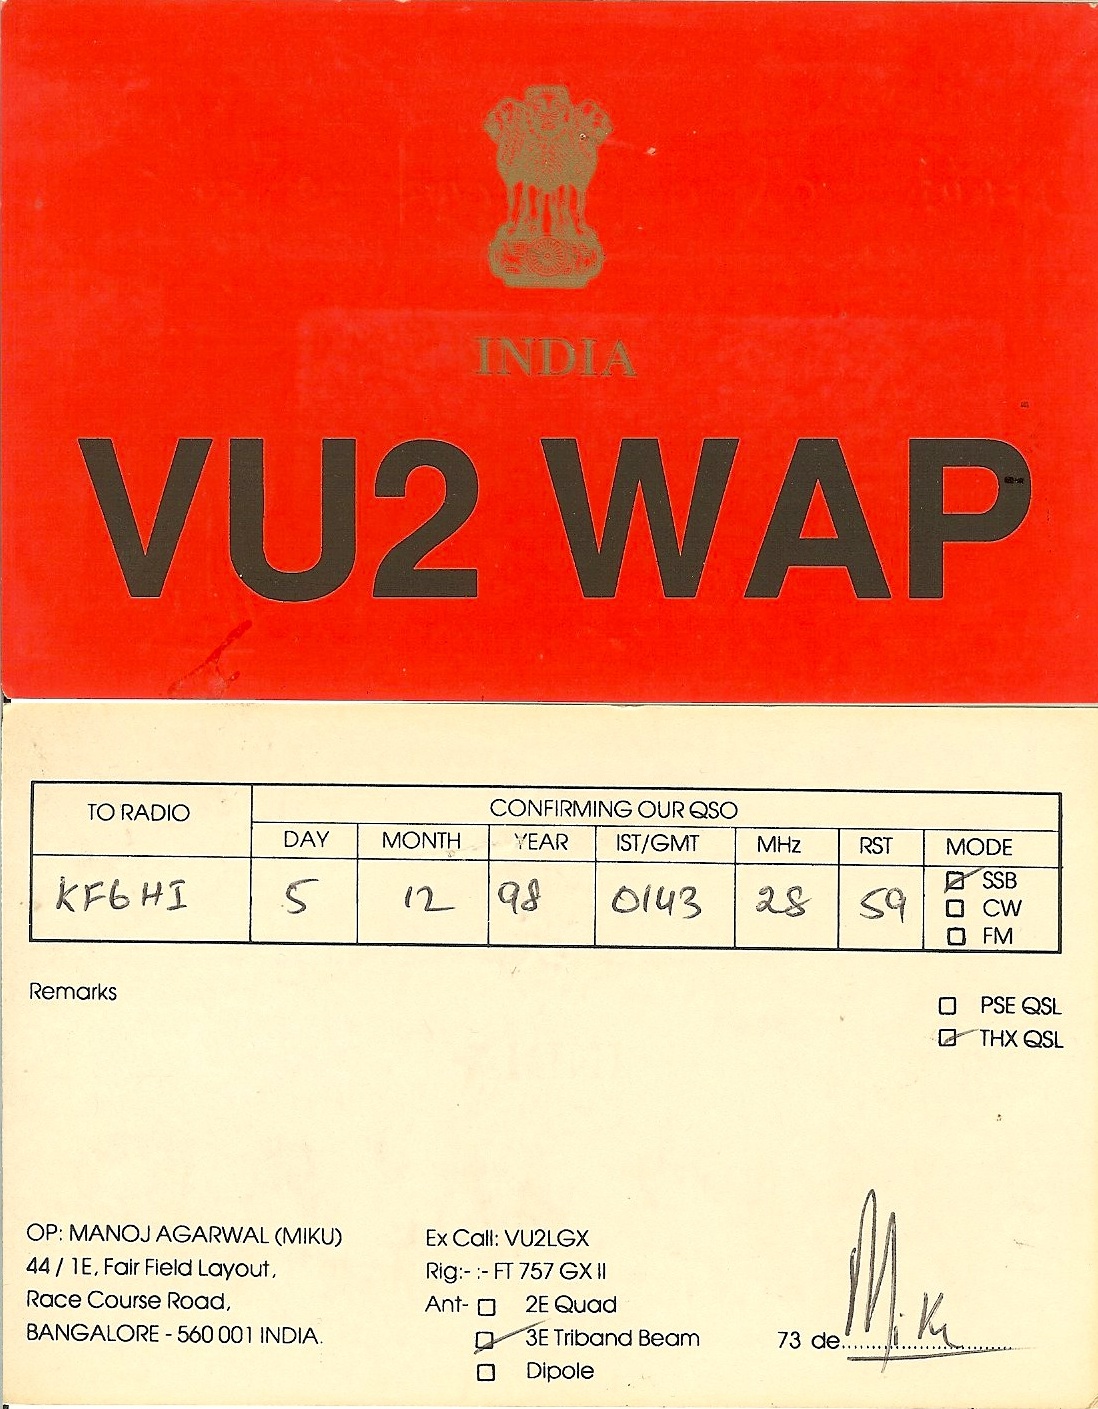 INDIA
VU2 WAP
TO RADIO CONFIRMING OUR QSO
DAY MONTH YEAR IST/GMT MHz RST MODE
KF6HI 5 12 98 0143 28 59
SSB
CW
FM
Remarks
PSE QSL
THX QSL
OP: MANOJ AGARWAL (MIKU)
44 / 1E, Fair Field Layout,
Race Course Road,
BANGALORE - 560 001 INDIA.
Ex Call: VU2LGX
Rig:- :- FT 757 GX II
Ant- 2E Quad
3E Triband Beam
Dipole
73 de..........